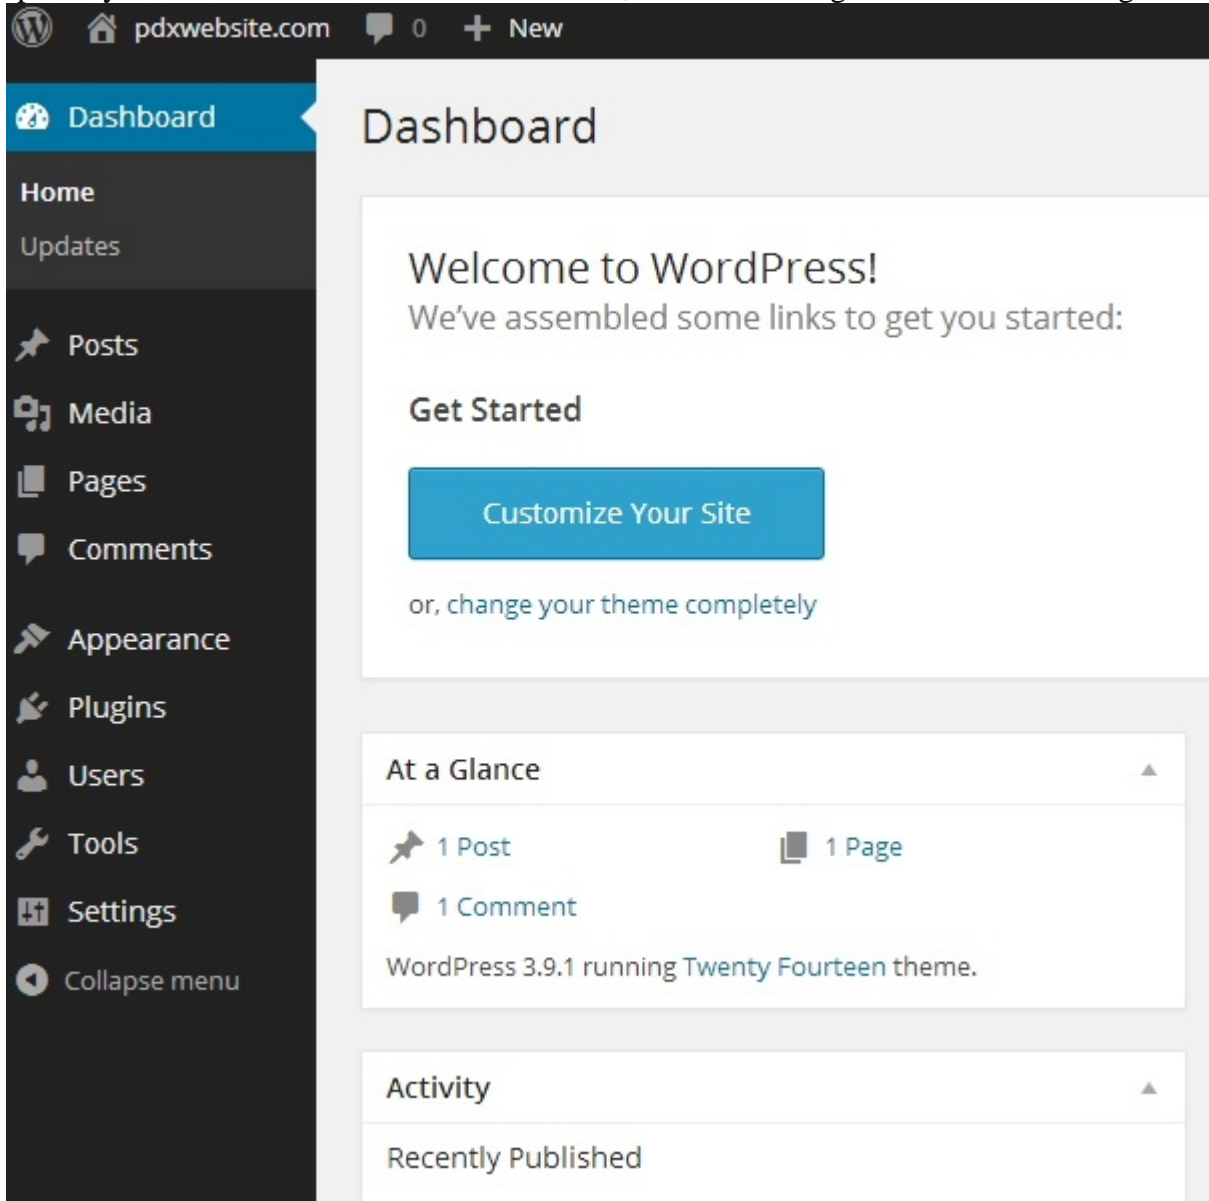 pdxwebsite.com 0 New
Dashboard
Home
Updates
Posts
Media
Pages
Comments
Appearance
Plugins
Users
Tools
Settings
Collapse menu
Dashboard
Welcome to WordPress!
We've assembled some links to get you started:
Get Started
Customize Your Site
or, change your theme completely
At a Glance
1 Post 1 Page
1 Comment
WordPress 3.9.1 running Twenty Fourteen theme.
Activity
Recently Published